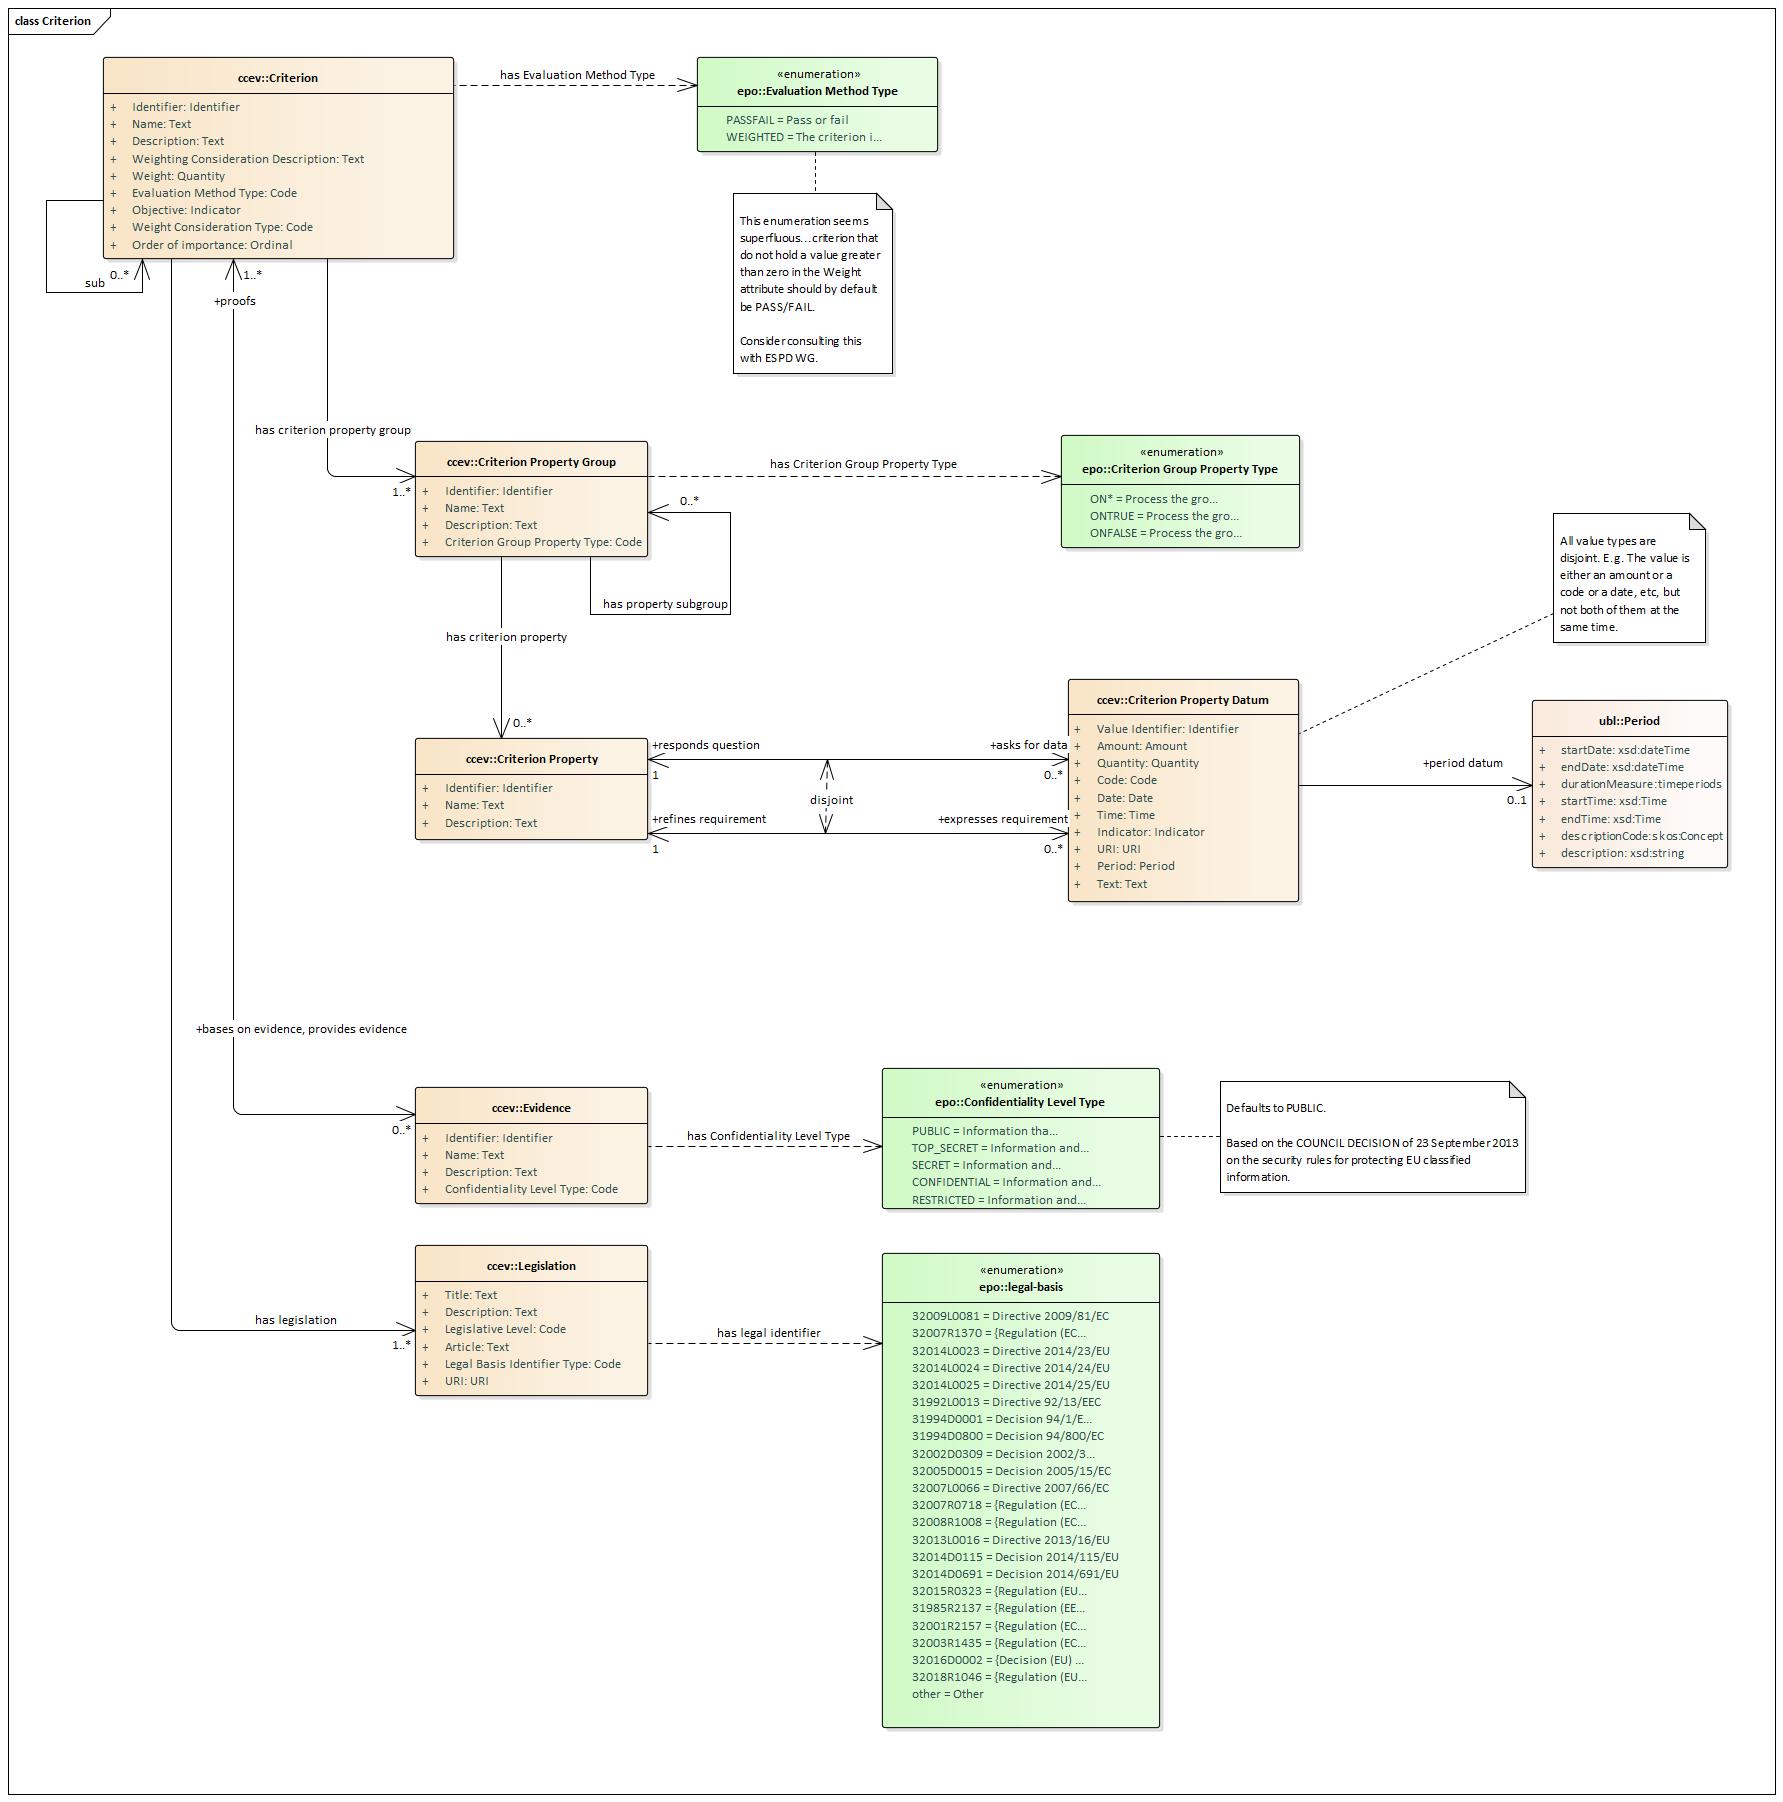 class Criterion
ccev::Criterion
+ Identifier: Identifier
+ Name: Text
+ Description: Text
+ Weighting Consideration Description: Text
+ Weight: Quantity
+ Evaluation Method Type: Code
+ Objective: Indicator
+ Weight Consideration Type: Code
+ Order of importance: Ordinal
has Evaluation Method Type
«enumeration»
epo::Evaluation Method Type
PASSFAIL = Pass or fail
WEIGHTED = The criterion i...
This enumeration seems
superfluous...criterion that
do not hold a value greater
than zero in the Weight
attribute should by default
be PASS/FAIL.
Consider consulting this
with ESPD WG.
sub
0..*
1..*
+proofs
has criterion property group
1..*
ccev::Criterion Property Group
+ Identifier: Identifier
+ Name: Text
+ Description: Text
+ Criterion Group Property Type: Code
has Criterion Group Property Type
0..*
has property subgroup
«enumeration»
epo::Criterion Group Property Type
ON* = Process the gro...
ONTRUE = Process the gro...
ONFALSE = Process the gro...
All value types are
disjoint. E.g. The value is
either an amount or a
code or a date, etc, but
not both of them at the
same time.
has criterion property
0..*
ccev::Criterion Property
+ Identifier: Identifier
+ Name: Text
+ Description: Text
+responds question
1
+asks for data
0..*
disjoint
+refines requirement
1
+expresses requirement
0..*
ccev::Criterion Property Datum
+ Value Identifier: Identifier
+ Amount: Amount
+ Quantity: Quantity
+ Code: Code
+ Date: Date
+ Time: Time
+ Indicator: Indicator
+ URI: URI
+ Period: Period
+ Text: Text
+period datum
0..1
ubl::Period
+ startDate: xsd:dateTime
+ endDate: xsd:dateTime
+ durationMeasure:timeperiods
+ startTime: xsd:Time
+ endTime: xsd:Time
+ descriptionCode:skos:Concept
+ description: xsd:string
+bases on evidence, provides evidence
0..*
ccev::Evidence
+ Identifier: Identifier
+ Name: Text
+ Description: Text
+ Confidentiality Level Type: Code
has Confidentiality Level Type
«enumeration»
epo::Confidentiality Level Type
PUBLIC = Information tha...
TOP_SECRET = Information and...
SECRET = Information and...
CONFIDENTIAL = Information and...
RESTRICTED = Information and...
Defaults to PUBLIC.
Based on the COUNCIL DECISION of 23 September 2013
on the security rules for protecting EU classified
information.
has legislation
1..*
ccev::Legislation
+ Title: Text
+ Description: Text
+ Legislative Level: Code
+ Article: Text
+ Legal Basis Identifier Type: Code
+ URI: URI
has legal identifier
«enumeration»
epo::legal-basis
32009L0081 = Directive 2009/81/EC
32007R1370 = {Regulation (EC...
32014L0023 = Directive 2014/23/EU
32014L0024 = Directive 2014/24/EU
32014L0025 = Directive 2014/25/EU
31992L0013 = Directive 92/13/EEC
31994D0001 = Decision 94/1/E...
31994D0800 = Decision 94/800/EC
32002D0309 = Decision 2002/3...
32005D0015 = Decision 2005/15/EC
32007L0066 = Directive 2007/66/EC
32007R0718 = {Regulation (EC...
32008R1008 = {Regulation (EC...
32013L0016 = Directive 2013/16/EU
32014D0115 = Decision 2014/115/EU
32014D0691 = Decision 2014/691/EU
32015R0323 = {Regulation (EU...
31985R2137 = {Regulation (EE...
32001R2157 = {Regulation (EC...
32003R1435 = {Regulation (EC...
32016D0002 = {Decision (EU) ...
32018R1046 = {Regulation (EU...
other = Other